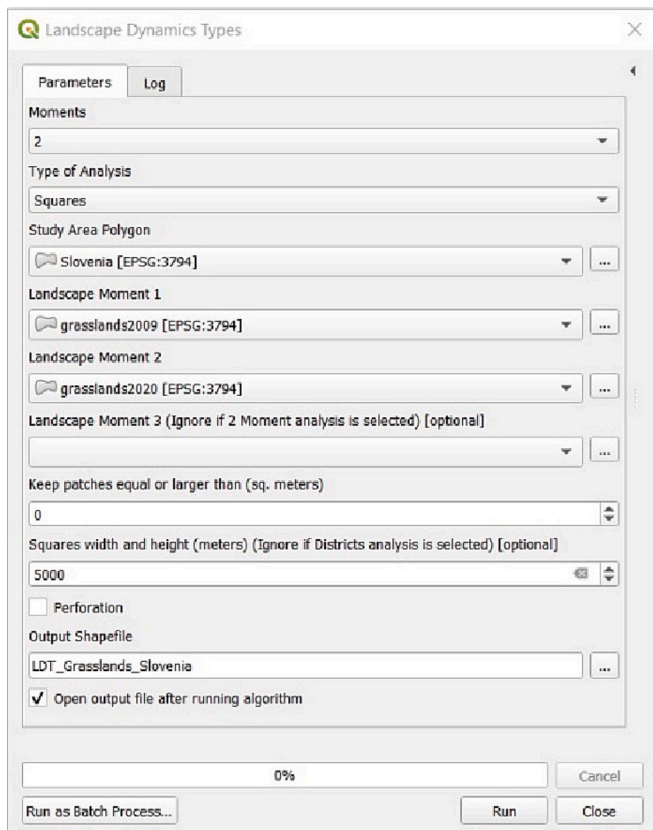 Landscape Dynamics Types
Parameters
Log
Moments
2
Type of Analysis
Squares
Study Area Polygon
Slovenia [EPSG:3794]
...
Landscape Moment 1
grasslands2009 [EPSG:3794]
...
Landscape Moment 2
grasslands2020 [EPSG:3794]
...
Landscape Moment 3 (Ignore if 2 Moment analysis is selected) [optional]
...
Keep patches equal or larger than (sq. meters)
0
Squares width and height (meters) (Ignore if Districts analysis is selected) [optional]
5000
Perforation
Output Shapefile
LDT_Grasslands_Slovenia
...
Open output file after running algorithm
0%
Cancel
Run as Batch Process...
Run
Close